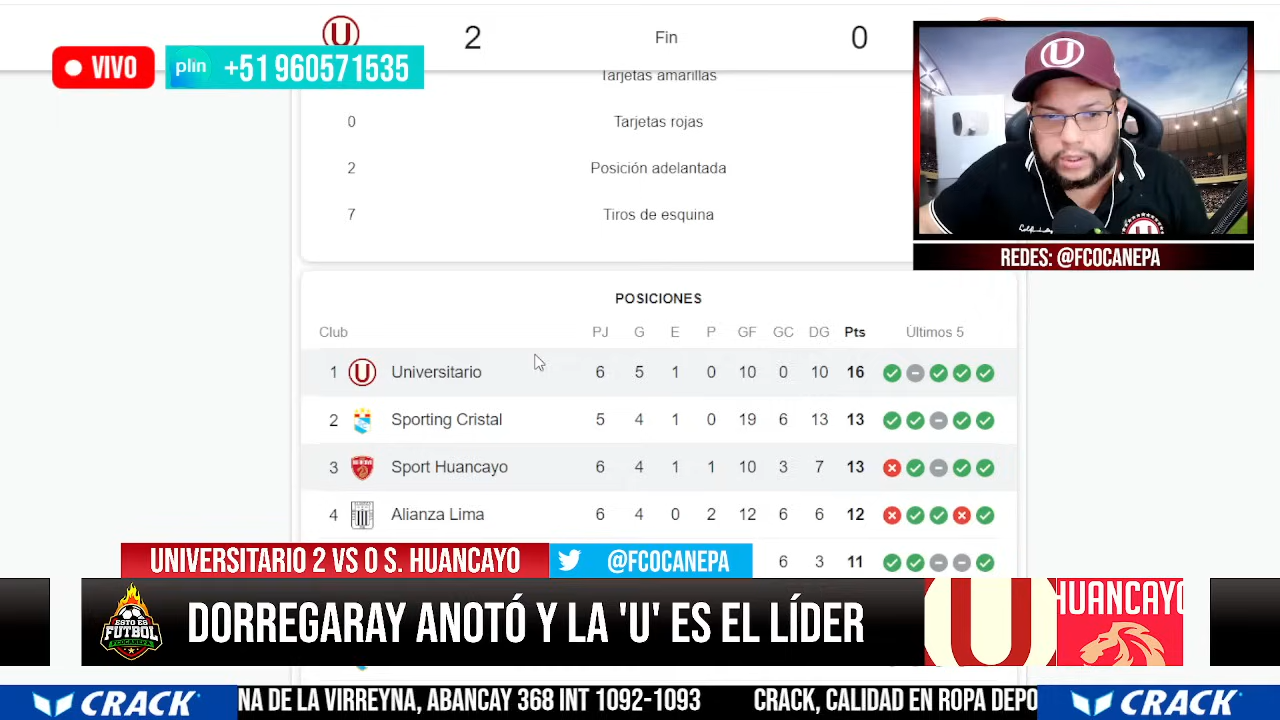 U
2
Fin
0
VIVO
plin
+51 960571535
Tarjetas amarillas
0
Tarjetas rojas
2
Posición adelantada
7
Tiros de esquina
U
REDES: @FCOCANEPA
POSICIONES
Club PJ G E P GF GC DG Pts Últimos 5
1 U Universitario 6 5 1 0 10 0 10 16
2 Sporting Cristal 5 4 1 0 19 6 13 13
3 Sport Huancayo 6 4 1 1 10 3 7 13
4 Alianza Lima 6 4 0 2 12 6 6 12
6 3 11
UNIVERSITARIO 2 VS 0 S. HUANCAYO
@FCOCANEPA
ESTO ES
FUTBOL
FCOCANEPA
DORREGARAY ANOTÓ Y LA 'U' ES EL LÍDER
U
HUANCAYO
CRACK
NA DE LA VIRREYNA, ABANCAY 368 INT 1092-1093
CRACK, CALIDAD EN ROPA DEPO
CRACK